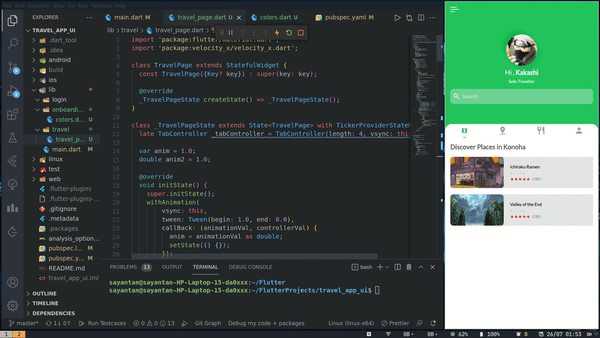 File Edit Selection View Go Run Terminal Help
EXPLORER
main.dart M
travel_page.dart U
colors.dart U
pubspec.yaml M
TRAVEL_APP_UI
lib > travel > travel_page.dart
.dart_tool
.idea
android
build
ios
lib
login
onboardi...
colors.d... U
travel
travel_p... U
main.dart M
linux
test
web
.flutter-plugins
.flutter-plugins-...
.gitignore
.metadata
.packages
analysis_option...
pubspec.l... M
pubspec.y... M
README.md
travel_app_ui.iml
OUTLINE
TIMELINE
DEPENDENCIES
import 'package:velocity_x/velocity_x.dart';
class TravelPage extends StatefulWidget {
const TravelPage({Key? key}) : super(key: key);
@override
_TravelPageState createState() => _TravelPageState();
}
class _TravelPageState extends State<TravelPage> with TickerProviderStateM
late TabController _tabController = TabController(length: 4, vsync: thi
var anim = 1.0;
double anim2 = 1.0;
@override
void initState() {
super.initState();
withAnimation(
vsync: this,
tween: Tween(begin: 1.0, end: 0.0),
callBack: (animationVal, controllerVal) {
anim = animationVal as double;
setState(() {});
});
PROBLEMS 13 OUTPUT TERMINAL DEBUG CONSOLE
bash
sayantan@sayantan-HP-Laptop-15-da0xxx:~/Flutter
sayantan@sayantan-HP-Laptop-15-da0xxx:~/FlutterProjects/travel_app_ui$
master*
Run Testcases
0 0 13
Git Graph
Debug my code + packages
Linux (linux-x64)
Prettier
1 2
62%
100%
26/07 01:53
Hi, Kakashi
Solo Traveller
Search
Discover Places in Konoha
Ichiraku Ramen
Valley of the End